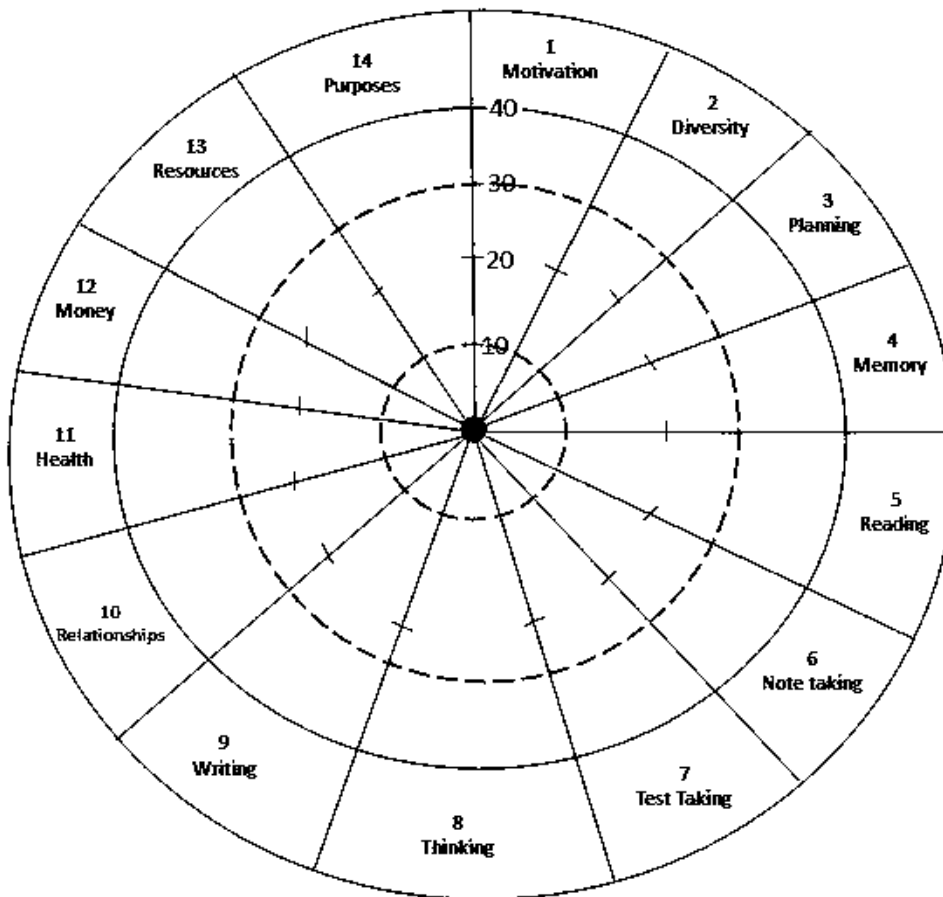 1
Motivation
2
Diversity
3
Planning
4
Memory
5
Reading
6
Note taking
7
Test Taking
8
Thinking
9
Writing
10
Relationships
11
Health
12
Money
13
Resources
14
Purposes
40
30
20
10